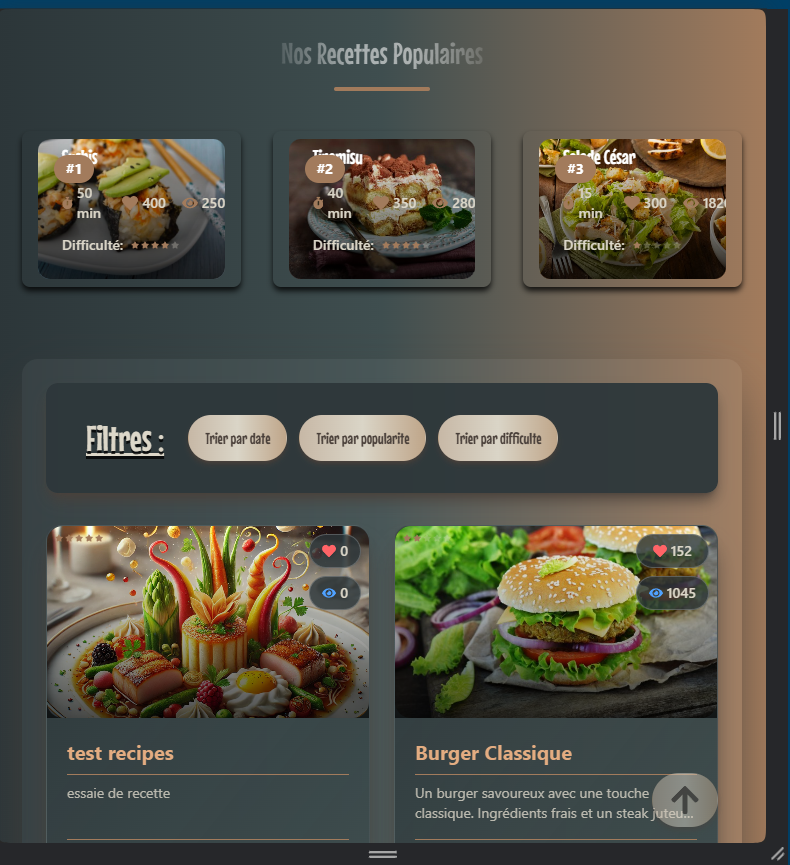 Nos Recettes Populaires
#1
50
min
400
250
Difficulté:
Tiramisu
#2
40
min
350
280
Difficulté:
Salade César
#3
15
min
300
Difficulté:
Filtres :
Trier par date
Trier par popularite
Trier par difficulte
0
0
152
1045
test recipes
essaie de recette
Burger Classique
Un burger savoureux avec une touche
classique. Ingrédients frais et un steak juteu...